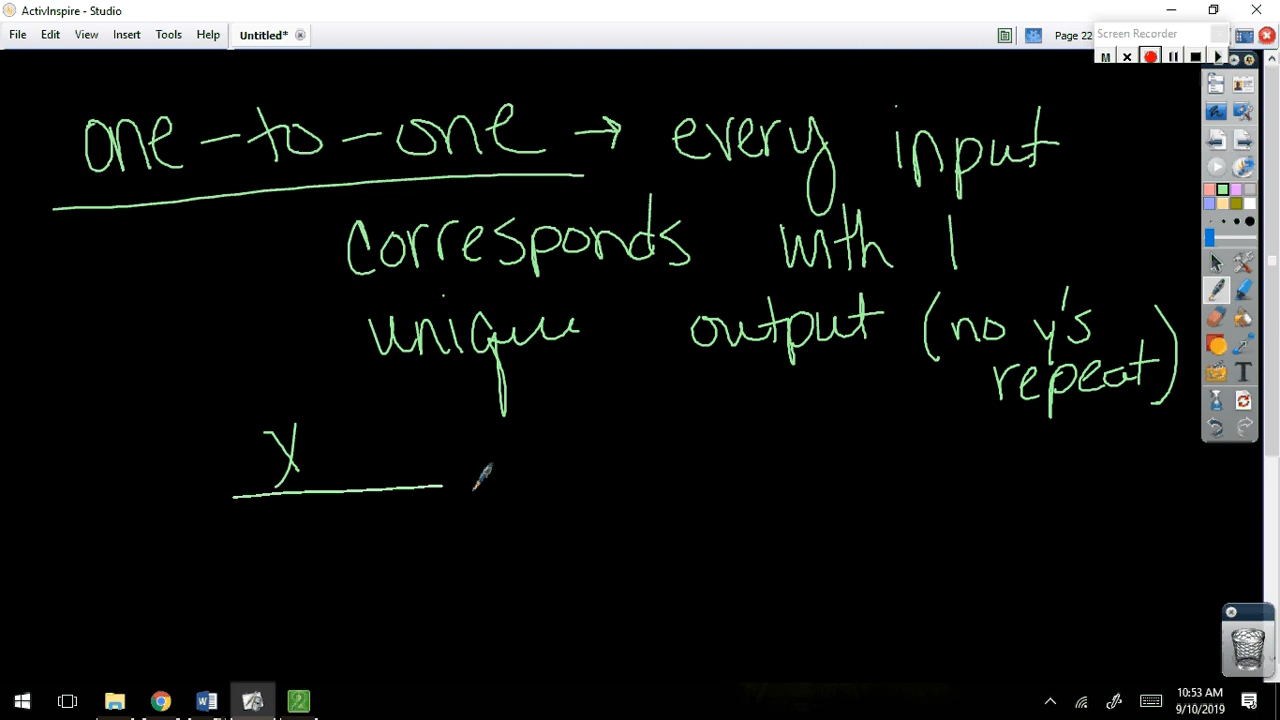 ActivInspire - Studio
File Edit View Insert Tools Help Untitled* Page 22
Screen Recorder
one-to-one → every input
corresponds with 1
unique output (no y's
repeat)
x
10:53 AM
9/10/2019